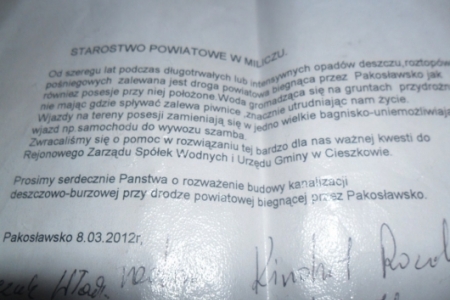 STAROSTWO POWIATOWE W MILICZU.
Od szeregu lat podczas długotrwałych lub intensywnych opadów deszczu,roztopów
pośniegowych zalewana jest droga powiatowa biegnąca przez Pakosławsko jak
również posesje przy niej położone.Woda gromadząca się na gruntach przydrożn
nie mając gdzie spływać zalewa piwnice ,znacznie utrudniając nam życie.
Wjazdy na tereny posesji zamieniają się w jedno wielkie bagnisko-uniemożliwiają
wjazd np.samochodu do wywozu szamba.
Zwracaliśmy się o pomoc w rozwiązaniu tej bardzo dla nas ważnej kwesti do
Rejonowego Zarządu Spółek Wodnych i Urzędu Gminy w Cieszkowie.
Prosimy serdecznie Panstwa o rozważenie budowy kanalizacji
deszczowo-burzowej przy drodze powiatowej biegnącej przez Pakosławsko.
Pakosławsko 8.03.2012r,